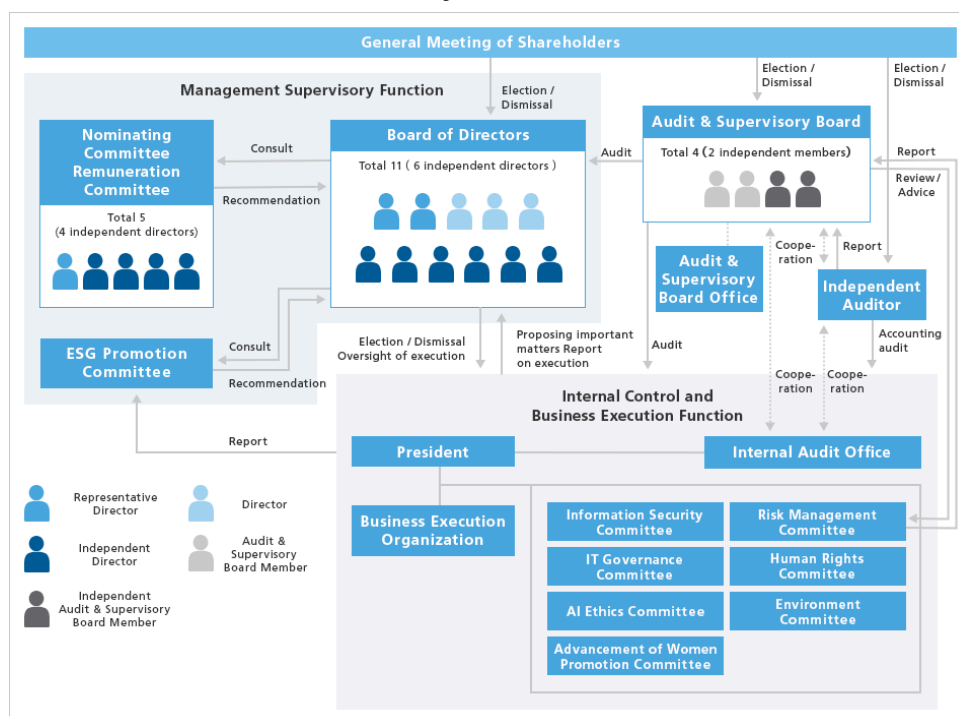 General Meeting of Shareholders
Election /
Dismissal
Election /
Dismissal
Election /
Dismissal
Management Supervisory Function
Nominating
Committee
Remuneration
Committee
Total 5
(4 independent directors)
Consult
Recommendation
Board of Directors
Total 11 ( 6 independent directors )
Audit
Audit & Supervisory Board
Total 4 ( 2 independent members)
Report
Review/
Advice
Audit &
Supervisory
Board Office
Coope-
ration
Report
Independent
Auditor
ESG Promotion
Committee
Consult
Recommendation
Election / Dismissal
Oversight of execution
Proposing important
matters Report
on execution
Audit
Accounting
audit
Coope-
ration
Coope-
ration
Internal Control and
Business Execution Function
Report
President
Internal Audit Office
Business Execution
Organization
Information Security
Committee
Risk Management
Committee
IT Governance
Committee
Human Rights
Committee
AI Ethics Committee
Environment
Committee
Advancement of Women
Promotion Committee
Representative
Director
Director
Independent
Director
Audit &
Supervisory
Board Member
Independent
Audit & Supervisory
Board Member